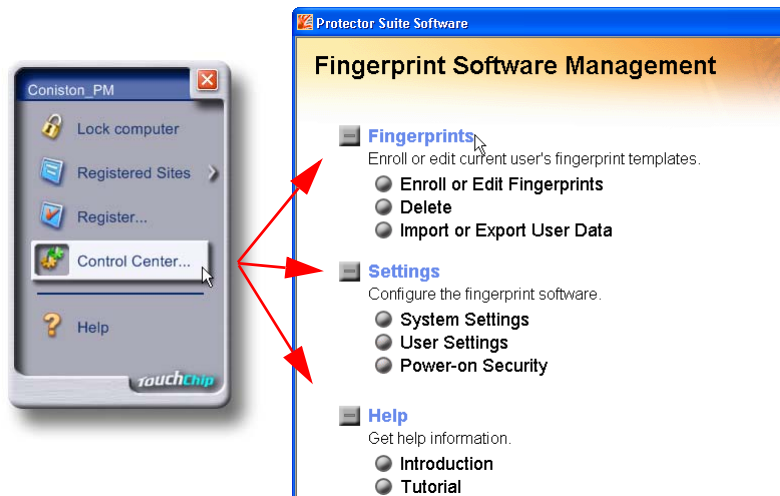 Coniston_PM
Lock computer
Registered Sites
Register...
Control Center...
Help
TouchChip
Protector Suite Software
Fingerprint Software Management
Fingerprints
Enroll or edit current user's fingerprint templates.
Enroll or Edit Fingerprints
Delete
Import or Export User Data
Settings
Configure the fingerprint software.
System Settings
User Settings
Power-on Security
Help
Get help information.
Introduction
Tutorial